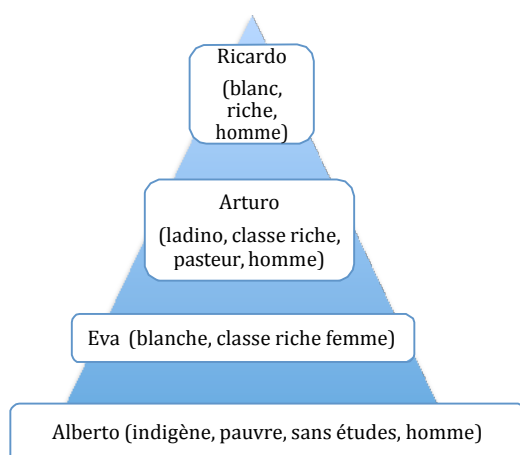 Ricardo
(blanc,
riche,
homme)
Arturo
(ladino, classe riche,
pasteur, homme)
Eva (blanche, classe riche femme)
Alberto (indigène, pauvre, sans études, homme)